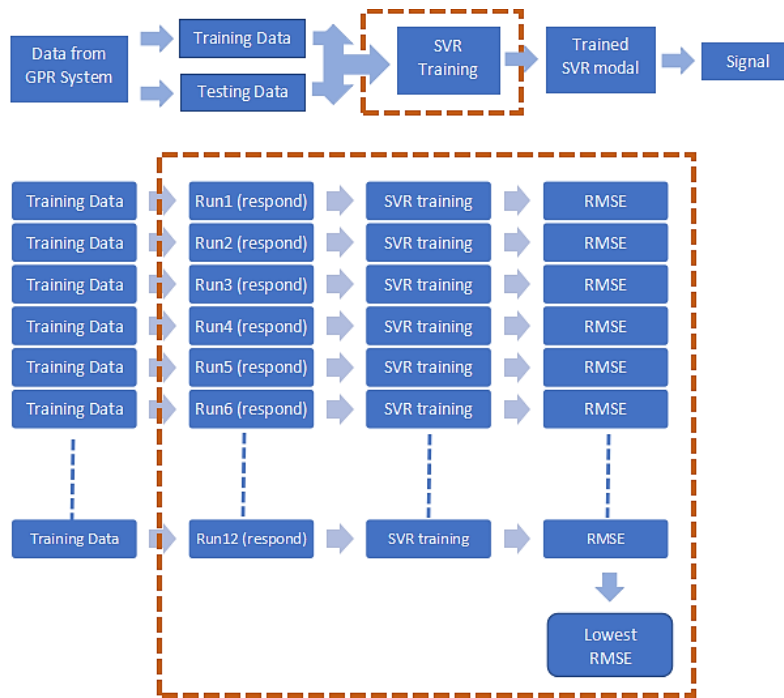 Data from
GPR System
Training Data
Testing Data
SVR
Training
Trained
SVR modal
Signal
Training Data
Run1 (respond)
SVR training
RMSE
Training Data
Run2 (respond)
SVR training
RMSE
Training Data
Run3 (respond)
SVR training
RMSE
Training Data
Run4 (respond)
SVR training
RMSE
Training Data
Run5 (respond)
SVR training
RMSE
Training Data
Run6 (respond)
SVR training
RMSE
Training Data
Run12 (respond)
SVR training
RMSE
Lowest
RMSE